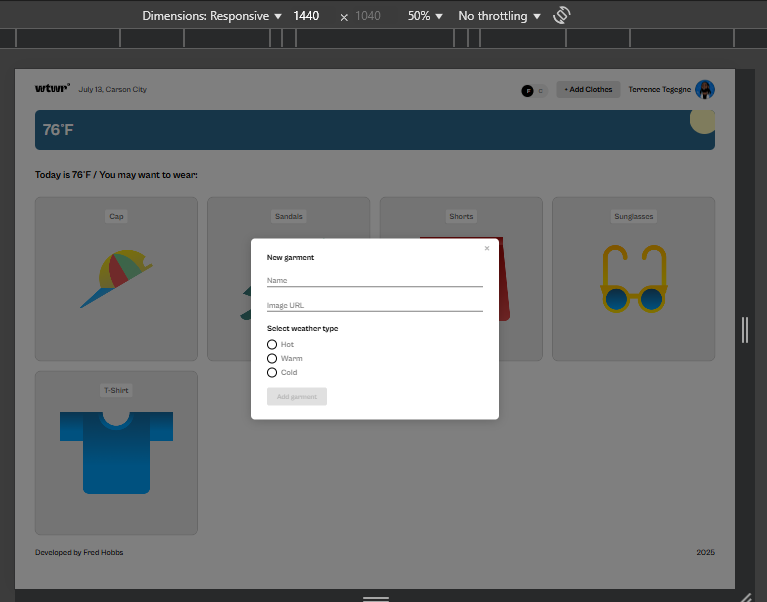 Dimensions: Responsive 1440 × 1040 50% No throttling
wtwr° July 13, Carson City F C + Add Clothes Terrence Tegegne
76°F
Today is 76°F / You may want to wear:
Cap Sandals Shorts Sunglasses
×
New garment
Name
Image URL
Select weather type
Hot
Warm
Cold
Add garment
T-Shirt
Developed by Fred Hobbs 2025